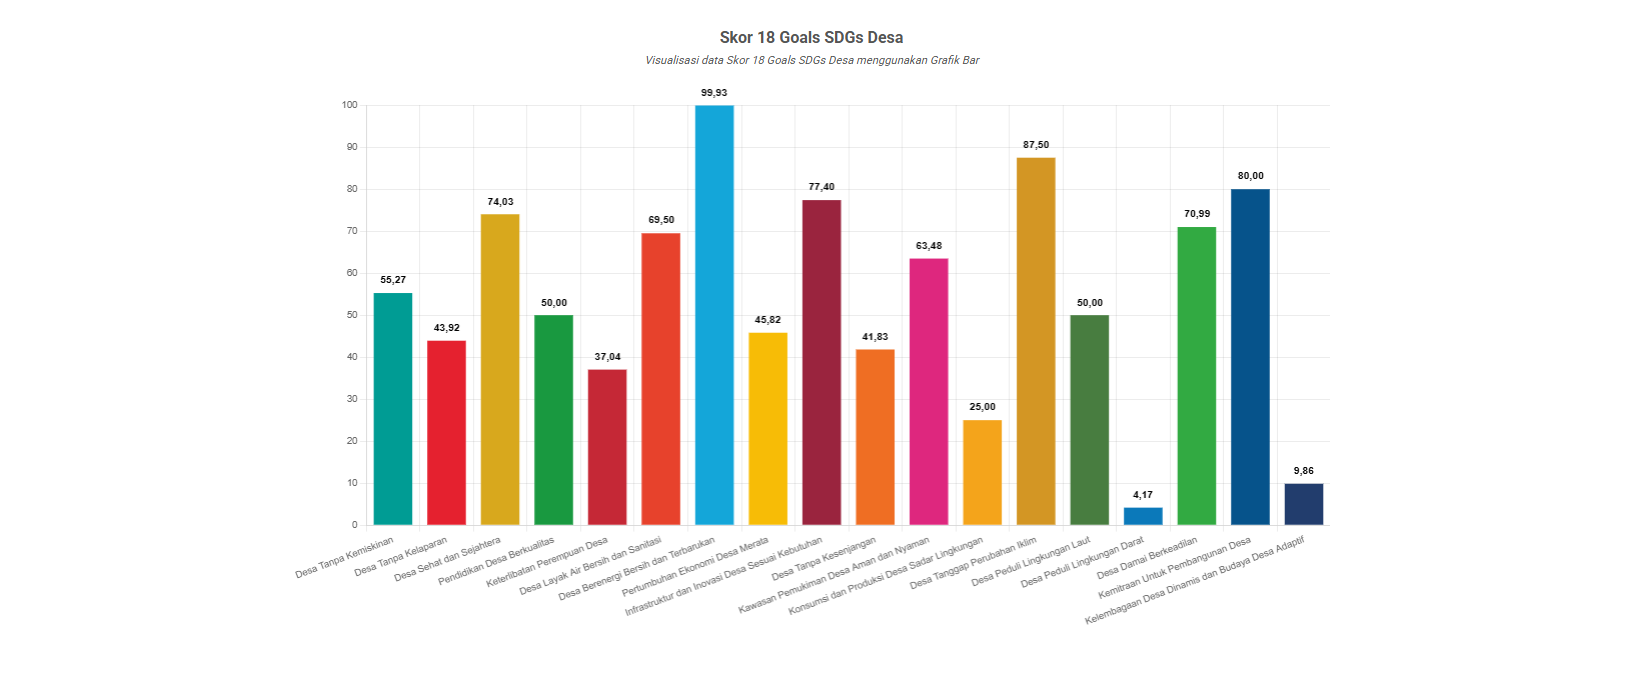 Skor 18 Goals SDGs Desa
Visualisasi data Skor 18 Goals SDGs Desa menggunakan Grafik Bar
100
90
80
70
60
50
40
30
20
10
0
55,27
43,92
74,03
50,00
37,04
69,50
99,93
45,82
77,40
41,83
63,48
25,00
87,50
50,00
4,17
70,99
80,00
9,86
Desa Tanpa Kemiskinan
Desa Tanpa Kelaparan
Desa Sehat dan Sejahtera
Pendidikan Desa Berkualitas
Keterlibatan Perempuan Desa
Desa Layak Air Bersih dan Sanitasi
Desa Berenergi Bersih dan Terbarukan
Pertumbuhan Ekonomi Desa Merata
Infrastruktur dan Inovasi Desa Sesuai Kebutuhan
Desa Tanpa Kesenjangan
Kawasan Pemukiman Desa Aman dan Nyaman
Konsumsi dan Produksi Desa Sadar Lingkungan
Desa Tanggap Perubahan Iklim
Desa Peduli Lingkungan Laut
Desa Peduli Lingkungan Darat
Desa Damai Berkeadilan
Kemitraan Untuk Pembangunan Desa
Kelembagaan Desa Dinamis dan Budaya Desa Adaptif